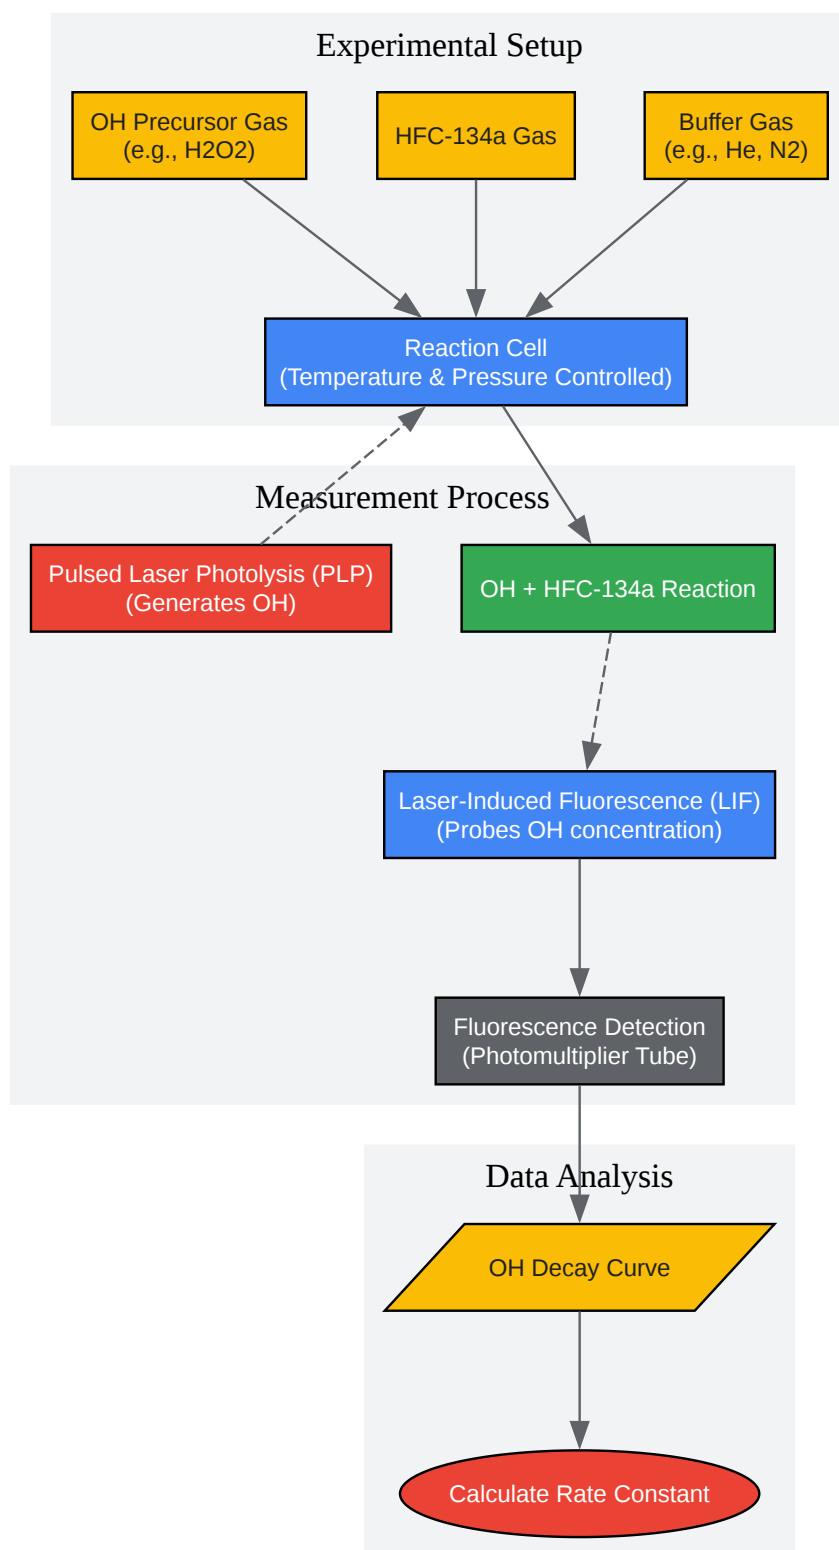 Experimental Setup
OH Precursor Gas
(e.g., H2O2)
HFC-134a Gas
Buffer Gas
(e.g., He, N2)
Reaction Cell
(Temperature & Pressure Controlled)
Measurement Process
Pulsed Laser Photolysis (PLP)
(Generates OH)
OH + HFC-134a Reaction
Laser-Induced Fluorescence (LIF)
(Probes OH concentration)
Fluorescence Detection
(Photomultiplier Tube)
Data Analysis
OH Decay Curve
Calculate Rate Constant